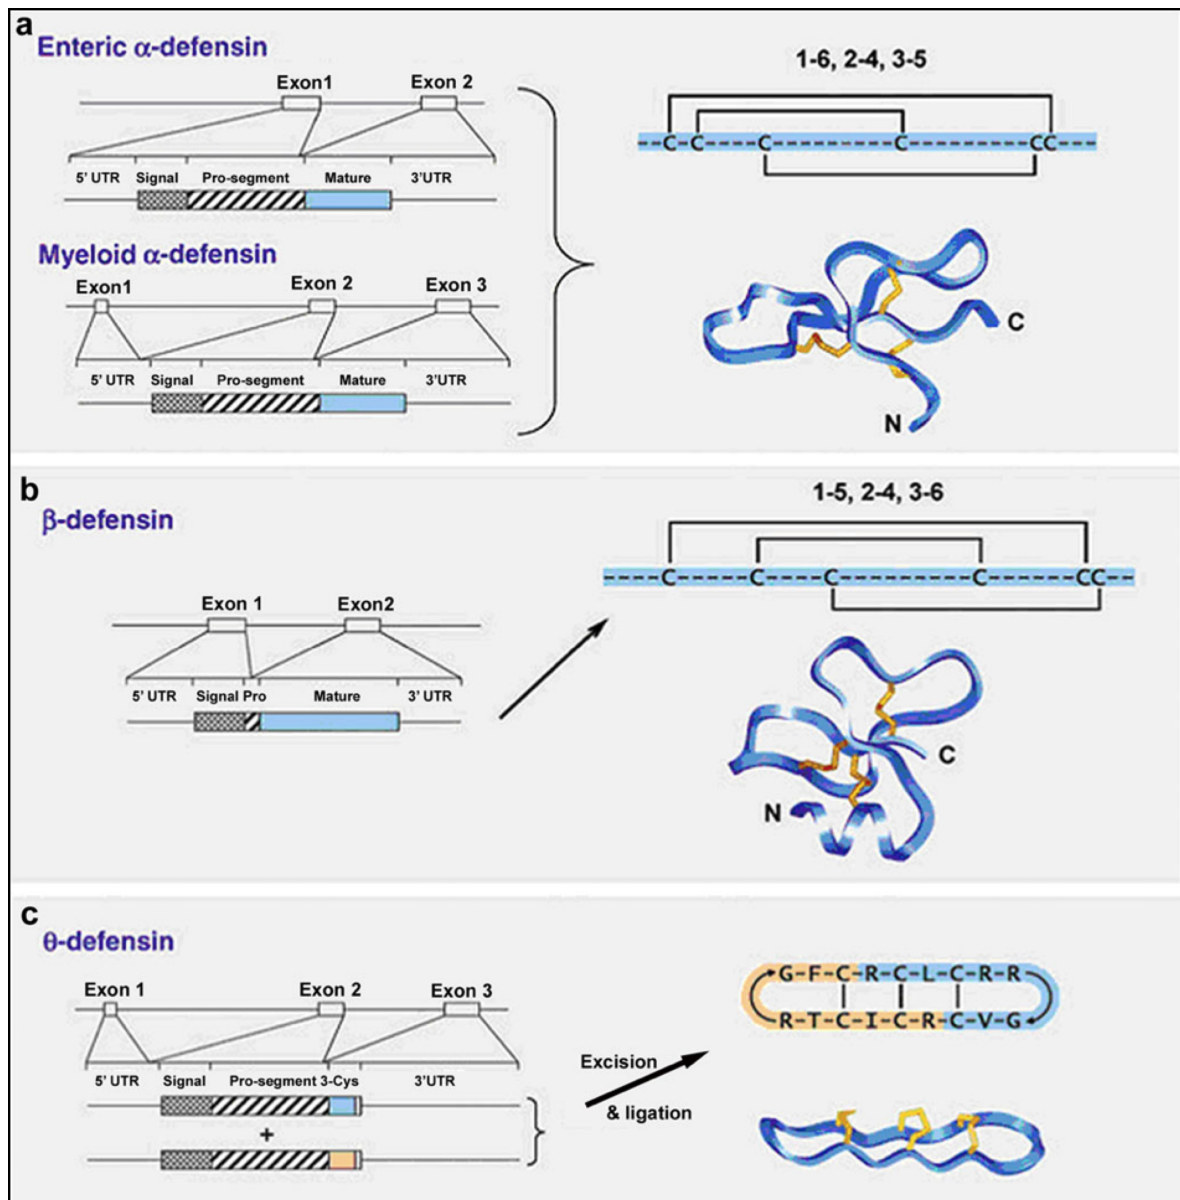 a
Enteric α-defensin
Exon1 Exon 2
5' UTR Signal Pro-segment Mature 3'UTR
1-6, 2-4, 3-5
C C C C CC
Myeloid α-defensin
Exon1 Exon 2 Exon 3
5' UTR Signal Pro-segment Mature 3'UTR
C
N
b
β-defensin
Exon 1 Exon2
5' UTR Signal Pro Mature 3' UTR
1-5, 2-4, 3-6
C C C C CC
C
N
c
θ-defensin
Exon 1 Exon 2 Exon 3
5' UTR Signal Pro-segment 3-Cys 3'UTR
+
Excision
& ligation
G-F-C-R-C-L-C-R-R
R-T-C-I-C-R-C-V-G